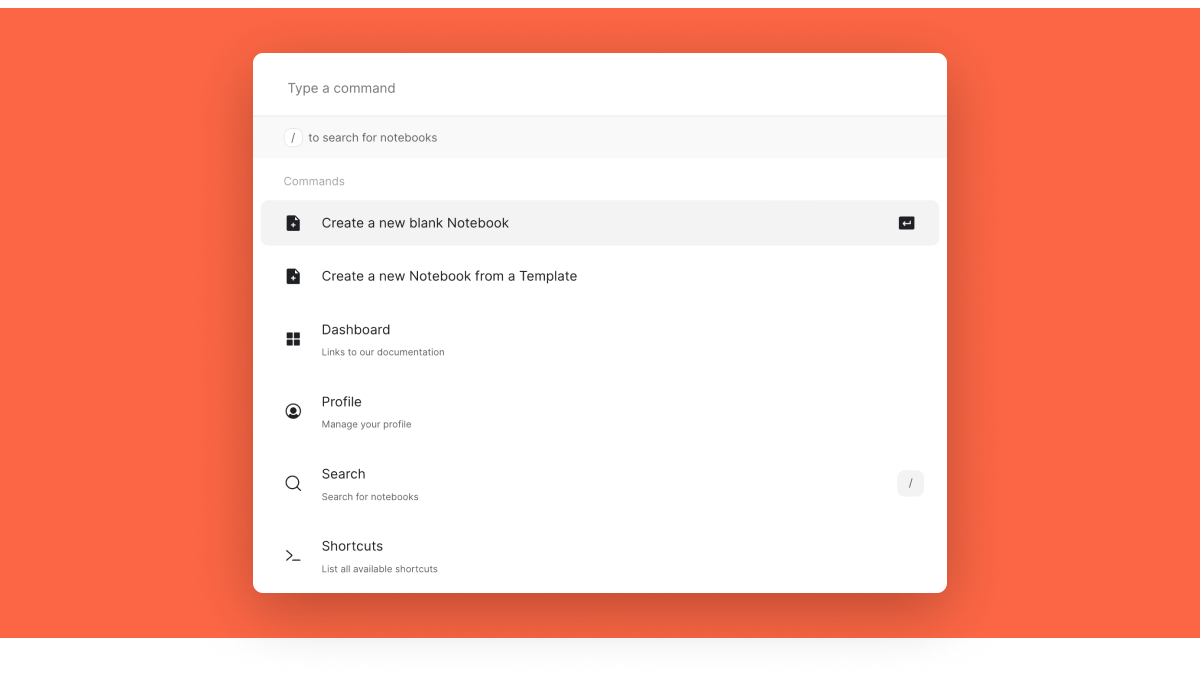 Type a command
/ to search for notebooks
Commands
Create a new blank Notebook
Create a new Notebook from a Template
Dashboard
Links to our documentation
Profile
Manage your profile
Search
/
Search for notebooks
Shortcuts
List all available shortcuts